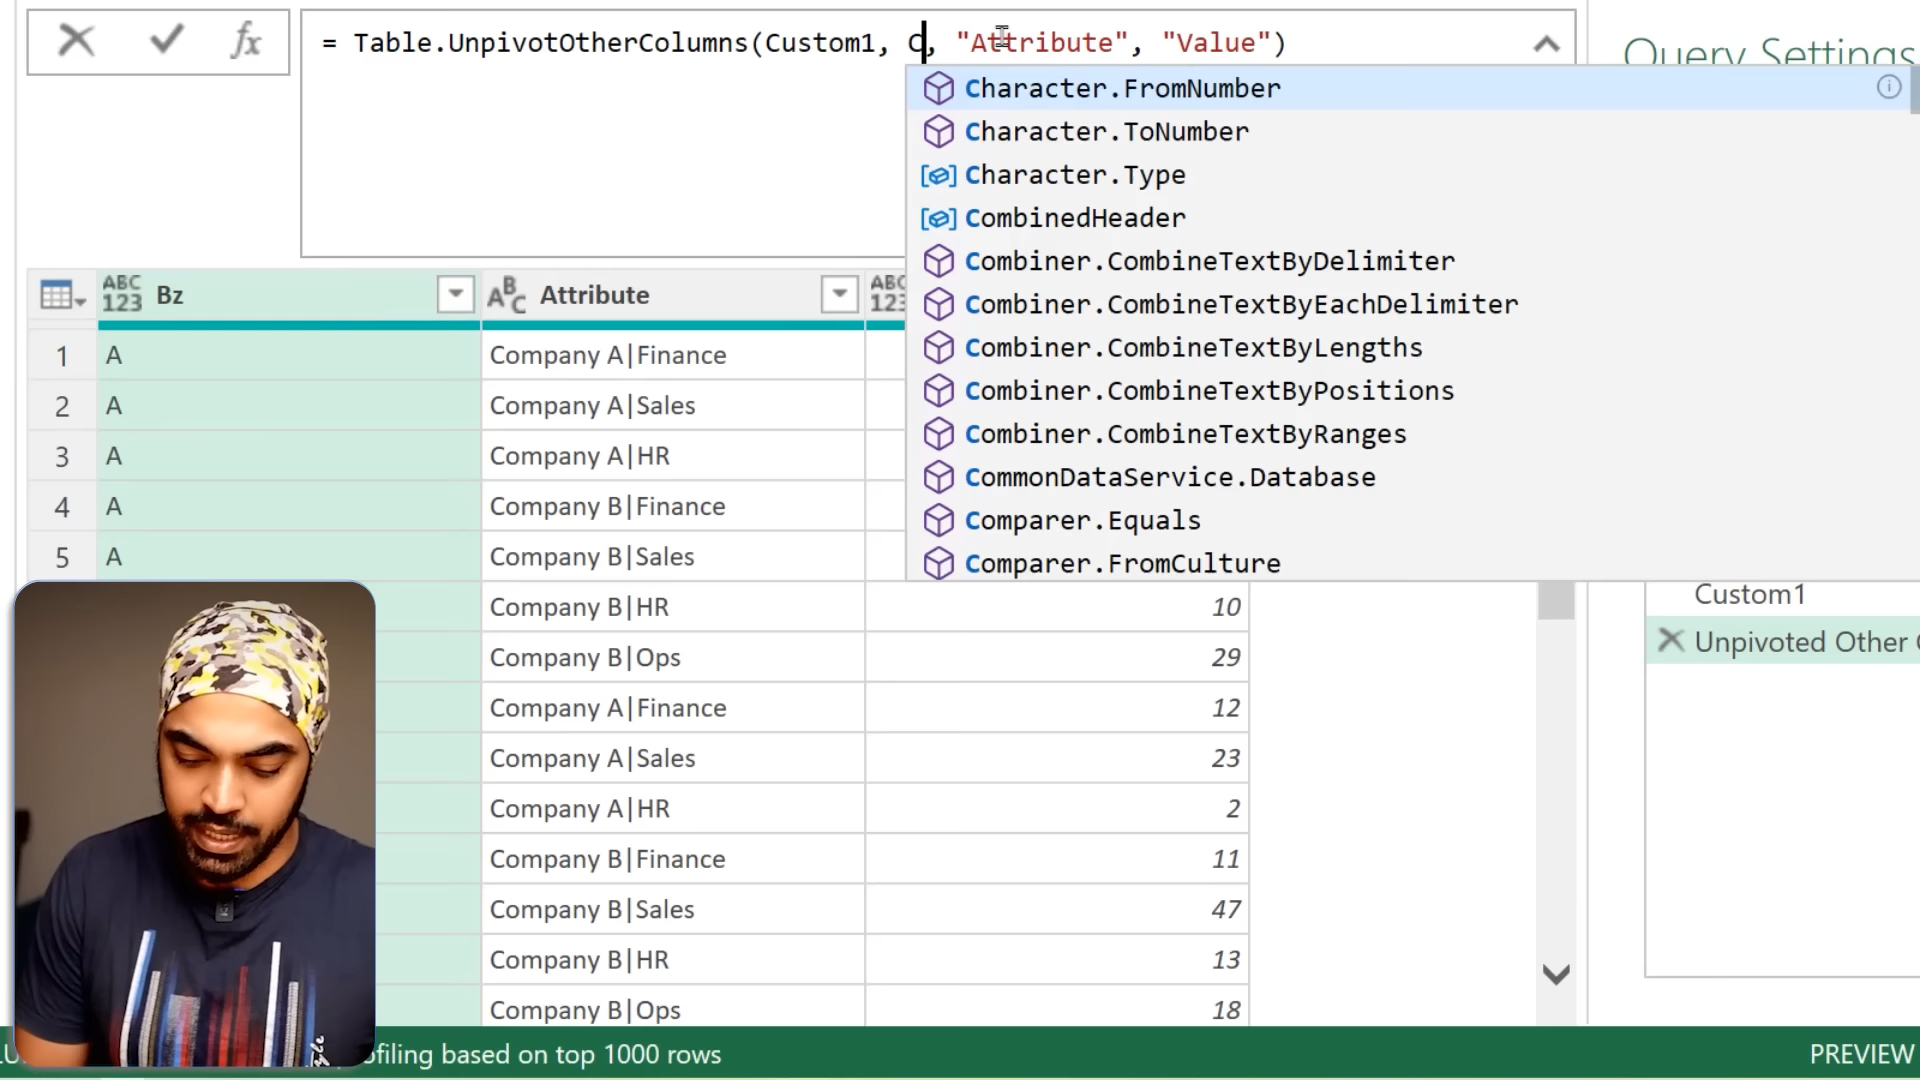 fx
= Table.UnpivotOtherColumns(Custom1, C, "Attribute", "Value")
Query Settings
Character.FromNumber
Character.ToNumber
Character.Type
CombinedHeader
Combiner.CombineTextByDelimiter
Combiner.CombineTextByEachDelimiter
Combiner.CombineTextByLengths
Combiner.CombineTextByPositions
Combiner.CombineTextByRanges
CommonDataService.Database
Comparer.Equals
Comparer.FromCulture
ABC 123 Bz ABC Attribute ABC 123
1 A Company A|Finance
2 A Company A|Sales
3 A Company A|HR
4 A Company B|Finance
5 A Company B|Sales
Company B|HR 10
Company B|Ops 29
Company A|Finance 12
Company A|Sales 23
Company A|HR 2
Company B|Finance 11
Company B|Sales 47
Company B|HR 13
Company B|Ops 18
Custom1
Unpivoted Other
based on top 1000 rows
PREVIEW